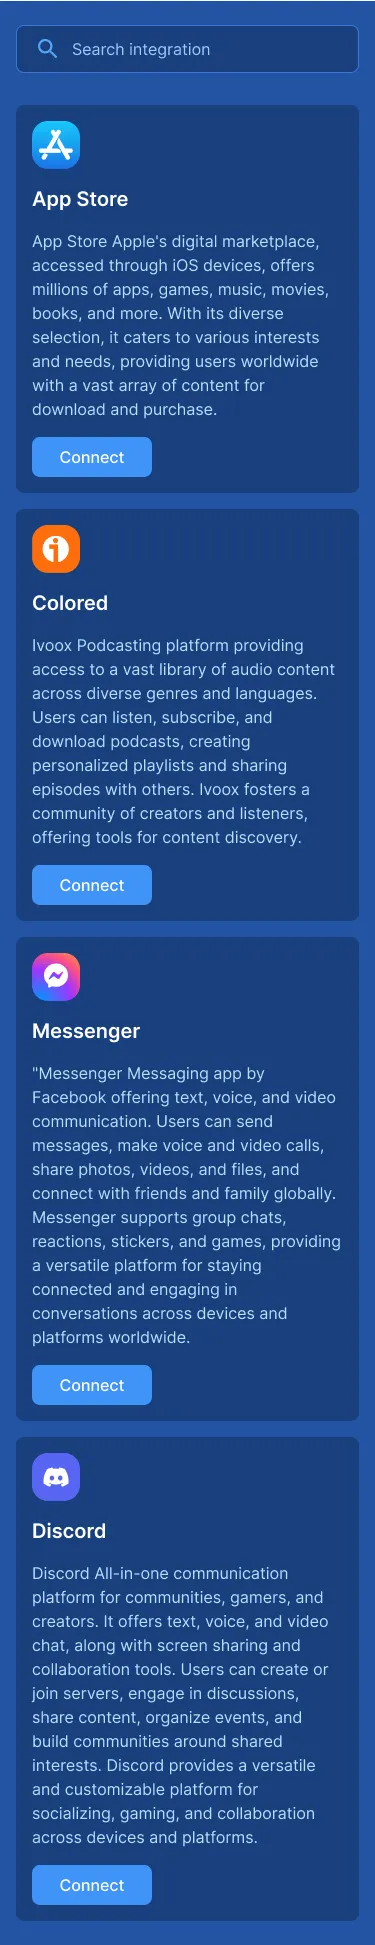 Search integration
App Store
App Store Apple's digital marketplace,
accessed through iOS devices, offers
millions of apps, games, music, movies,
books, and more. With its diverse
selection, it caters to various interests
and needs, providing users worldwide
with a vast array of content for
download and purchase.
Connect
Colored
Ivoox Podcasting platform providing
access to a vast library of audio content
across diverse genres and languages.
Users can listen, subscribe, and
download podcasts, creating
personalized playlists and sharing
episodes with others. Ivoox fosters a
community of creators and listeners,
offering tools for content discovery.
Connect
Messenger
"Messenger Messaging app by
Facebook offering text, voice, and video
communication. Users can send
messages, make voice and video calls,
share photos, videos, and files, and
connect with friends and family globally.
Messenger supports group chats,
reactions, stickers, and games, providing
a versatile platform for staying
connected and engaging in
conversations across devices and
platforms worldwide.
Connect
Discord
Discord All-in-one communication
platform for communities, gamers, and
creators. It offers text, voice, and video
chat, along with screen sharing and
collaboration tools. Users can create or
join servers, engage in discussions,
share content, organize events, and
build communities around shared
interests. Discord provides a versatile
and customizable platform for
socializing, gaming, and collaboration
across devices and platforms.
Connect